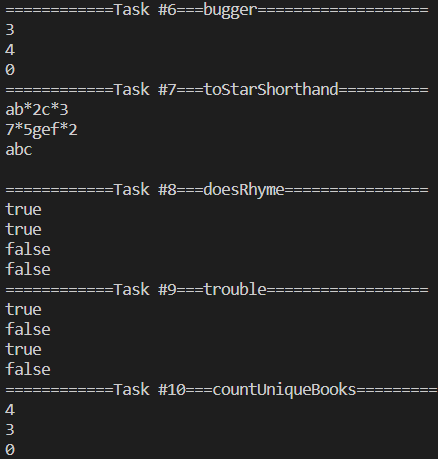 ============Task #6===bugger===================
3
4
0
============Task #7===toStarShorthand==========
ab*2c*3
7*5gef*2
abc

============Task #8===doesRhyme================
true
true
false
false
============Task #9===trouble==================
true
false
true
false
============Task #10===countUniqueBooks=========
4
3
0